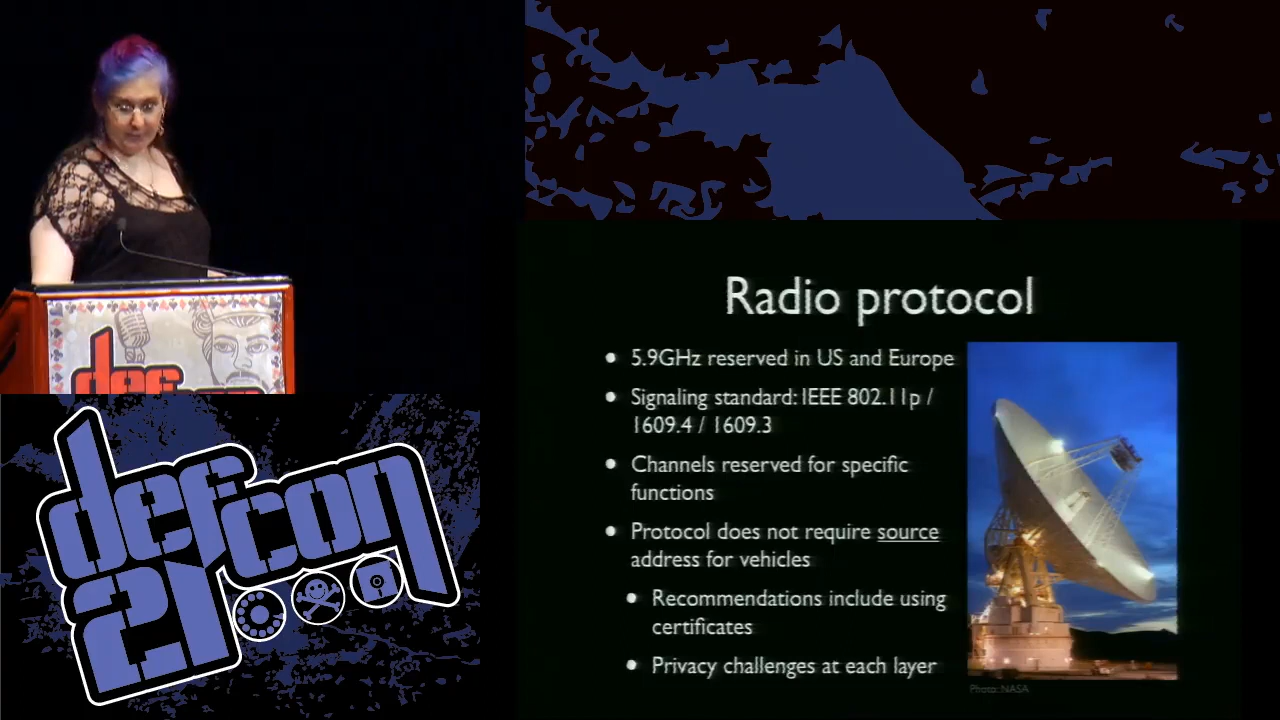 def
defcon
21
Radio protocol
• 5.9GHz reserved in US and Europe
• Signaling standard: IEEE 802.11p /
1609.4 / 1609.3
• Channels reserved for specific
functions
• Protocol does not require source
address for vehicles
• Recommendations include using
certificates
• Privacy challenges at each layer
Photo: NASA